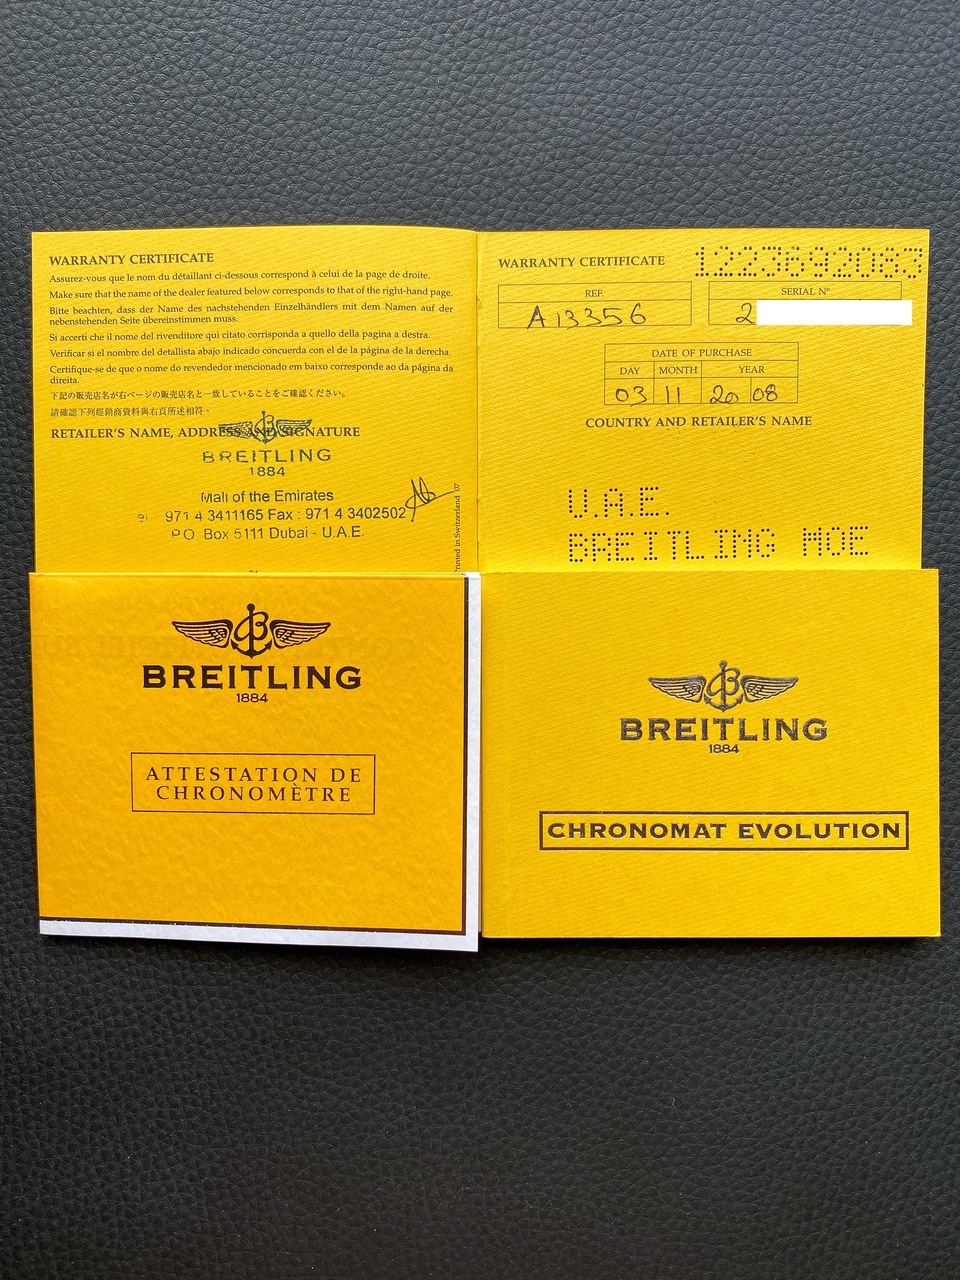 WARRANTY CERTIFICATE
Assurez-vous que le nom du détaillant ci-dessous correspond à celui de la page de droite.
Make sure that the name of the dealer featured below corresponds to that of the right-hand page.
Bitte beachten, dass der Name des nachstehenden Einzelhändlers mit dem Namen auf der
nebenstehenden Seite übereinstimmen muss.
Si accerti che il nome del rivenditore qui citato corrisponda a quello della pagina a destra.
Verificar si el nombre del detallista abajo indicado concuerda con el de la página de la derecha.
Certifique-se de que o nome do revendedor mencionado em baixo corresponde ao da página da
direita.
下記の販売店名が右ページの販売店名と一致していることをご確認ください。
請確認下列經銷商資料與右頁所述相符。
RETAILER'S NAME, ADDRESS AND SIGNATURE
BREITLING
1884
Mall of the Emirates
971 4 3411165 Fax : 971 4 3402502
P.O. Box 5111 Dubai - U.A.E.
Printed in Switzerland 07
WARRANTY CERTIFICATE
1223692083
REF.
A13356
SERIAL N°
2
DATE OF PURCHASE
DAY MONTH YEAR
03 11 20 08
COUNTRY AND RETAILER'S NAME
U.A.E.
BREITLING MOE
BREITLING
1884
ATTESTATION DE
CHRONOMÈTRE
BREITLING
1884
CHRONOMAT EVOLUTION